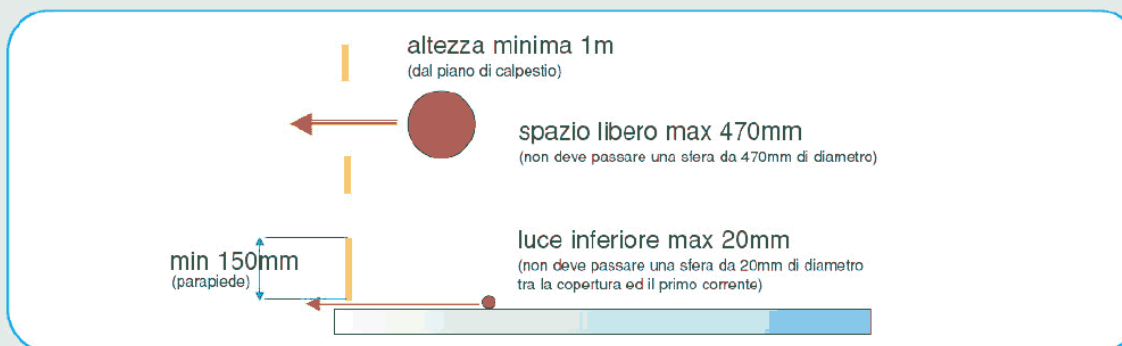 altezza minima 1m
(dal piano di calpestio)
spazio libero max 470mm
(non deve passare una sfera da 470mm di diametro)
luce inferiore max 20mm
(non deve passare una sfera da 20mm di diametro
tra la copertura ed il primo corrente)
min 150mm
(parapiede)